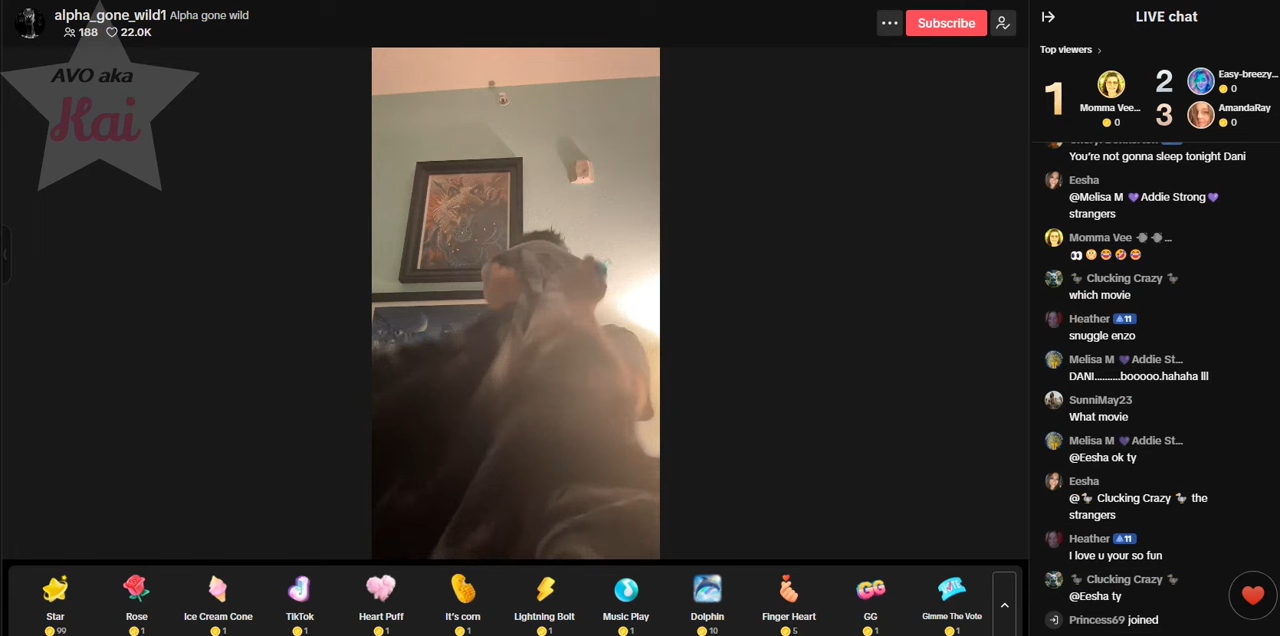 alpha_gone_wild1 Alpha gone wild
188 22.0K
Subscribe
AVO aka
Kai
LIVE chat
Top viewers
1
Momma Vee...
0
2
Easy-breezy...
0
3
AmandaRay
0
You're not gonna sleep tonight Dani
Eesha
@Melisa M 💜Addie Strong💜
strangers
Momma Vee ...
👀
Clucking Crazy
which movie
Heather 11
snuggle enzo
Melisa M 💜Addie St...
DANI..........booooo.hahaha lll
SunniMay23
What movie
Melisa M 💜Addie St...
@Eesha ok ty
Eesha
@🦆 Clucking Crazy 🦆 the
strangers
Heather 11
I love u your so fun
Clucking Crazy
@Eesha ty
Princess69 joined
Star
99
Rose
1
Ice Cream Cone
1
TikTok
1
Heart Puff
1
It's corn
1
Lightning Bolt
1
Music Play
1
Dolphin
10
Finger Heart
5
GG
GG
1
Gimme The Vote
1